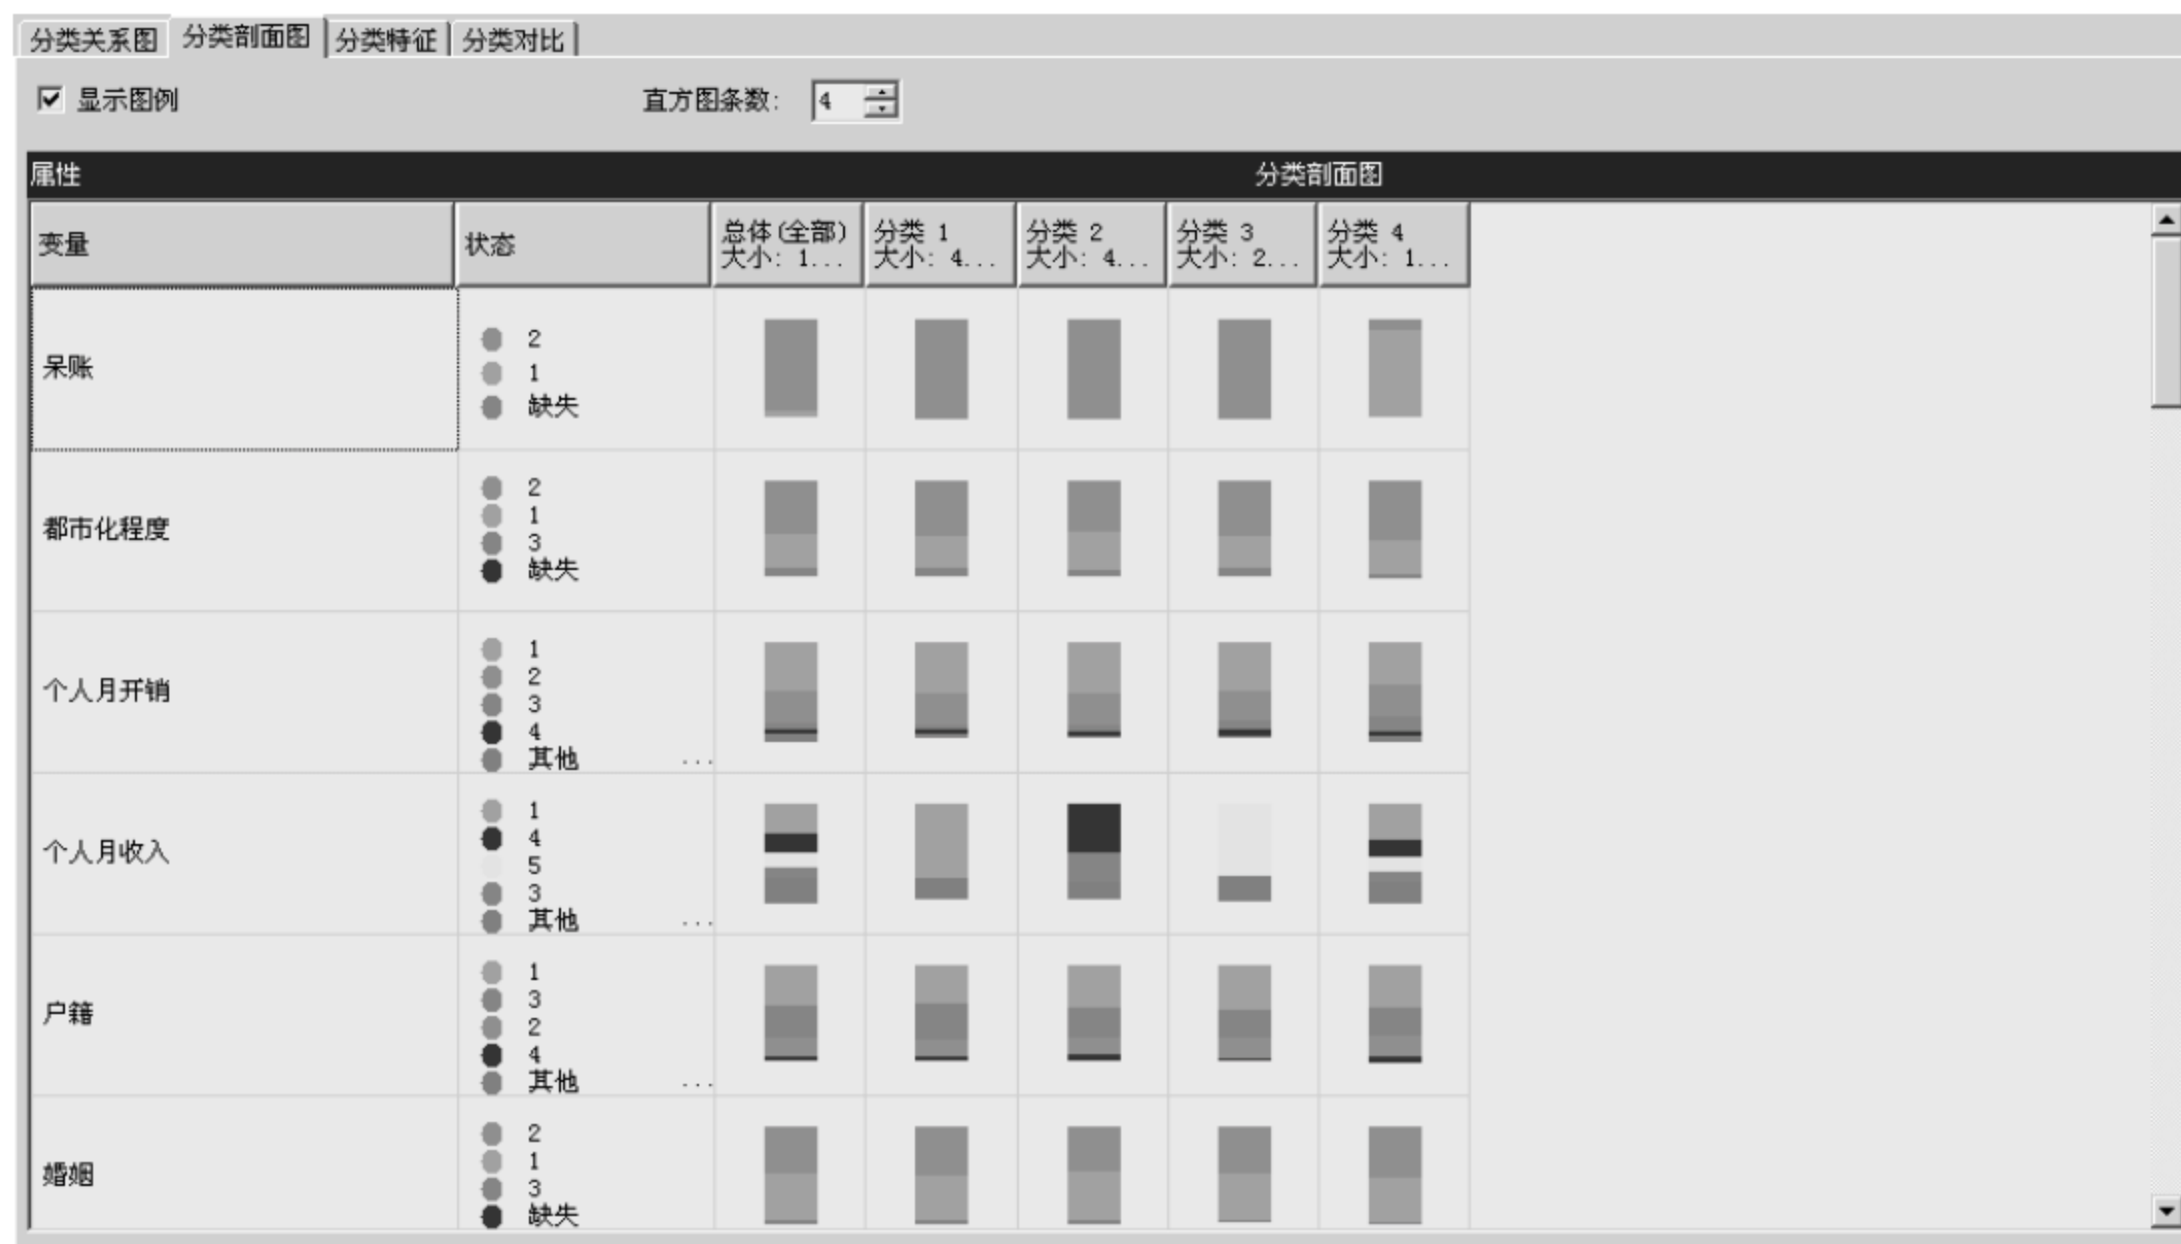 分类关系图 分类剖面图 分类特征 分类对比
显示图例 直方图条数: 4
属性 分类剖面图
变量 状态 总体(全部) 分类 1 分类 2 分类 3 分类 4
大小: 1... 大小: 4... 大小: 4... 大小: 2... 大小: 1...
呆账
2
1
缺失
都市化程度
2
1
3
缺失
个人月开销
1
2
3
4
其他 ...
个人月收入
1
4
5
3
其他 ...
户籍
1
3
2
4
其他 ...
婚姻
2
1
3
缺失